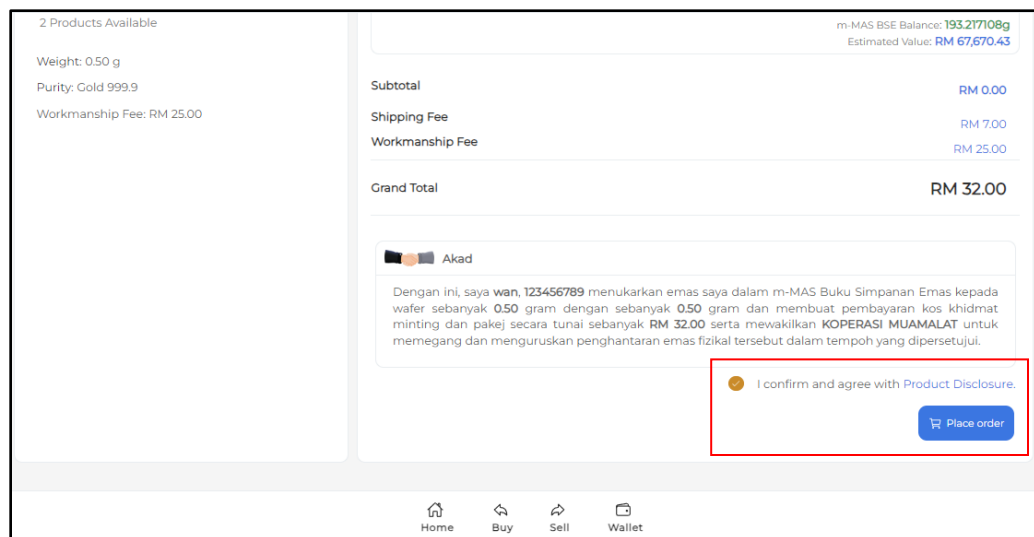 2 Products Available
Weight: 0.50 g
Purity: Gold 999.9
Workmanship Fee: RM 25.00
m-MAS BSE Balance: 193.217108g
Estimated Value: RM 67,670.43
Subtotal RM 0.00
Shipping Fee RM 7.00
Workmanship Fee RM 25.00
Grand Total RM 32.00
Akad
Dengan ini, saya wan, 123456789 menukarkan emas saya dalam m-MAS Buku Simpanan Emas kepada
wafer sebanyak 0.50 gram dengan sebanyak 0.50 gram dan membuat pembayaran kos khidmat
minting dan pakej secara tunai sebanyak RM 32.00 serta mewakilkan KOPERASI MUAMALAT untuk
memegang dan menguruskan penghantaran emas fizikal tersebut dalam tempoh yang dipersetujui.
I confirm and agree with Product Disclosure.
Place order
Home Buy Sell Wallet